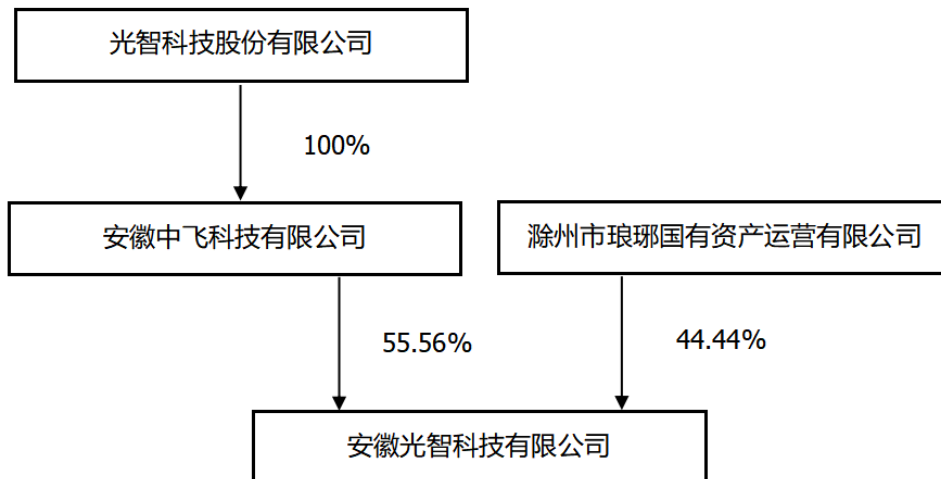 光智科技股份有限公司
100%
安徽中飞科技有限公司
滁州市琅琊国有资产运营有限公司
55.56%
44.44%
安徽光智科技有限公司